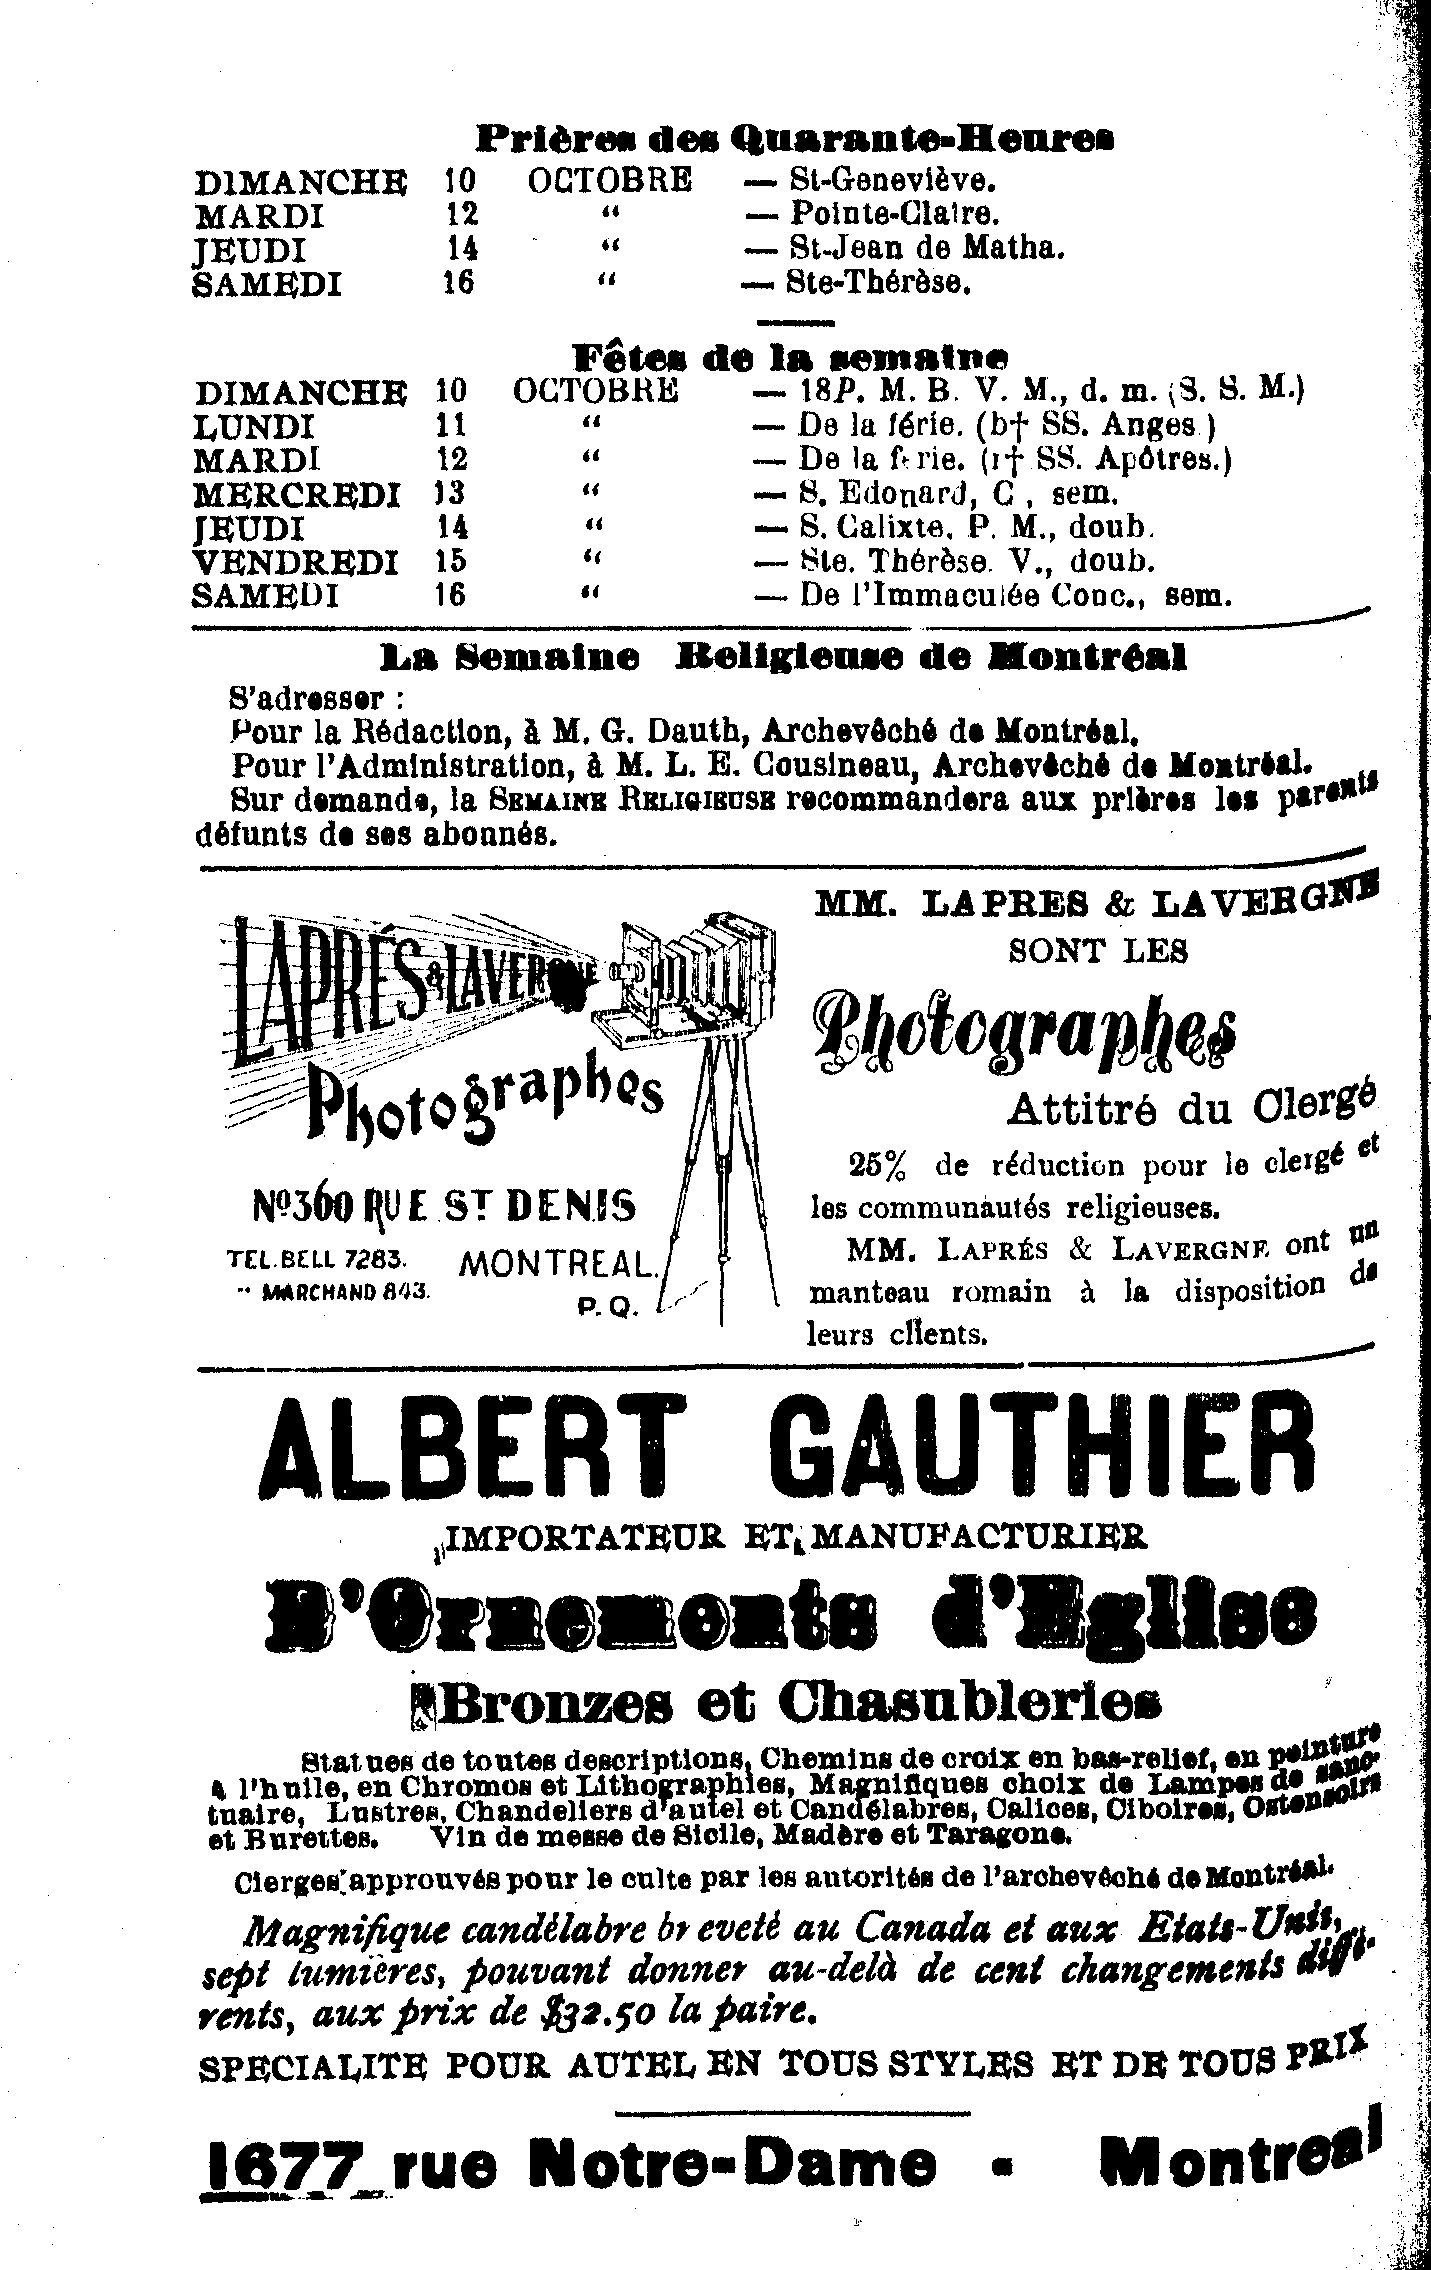 Prières des Quarante-Heures
DIMANCHE 10 OCTOBRE — St-Geneviève.
MARDI 12 “ — Pointe-Claire.
JEUDI 14 “ — St-Jean de Matha.
SAMEDI 16 “ — Ste-Thérèse.
Fêtes de la semaine
DIMANCHE 10 OCTOBRE — 18P. M. B. V. M., d. m. (S. S. M.)
LUNDI 11 “ — De la férie. (b† SS. Anges.)
MARDI 12 “ — De la férie. (1† SS. Apôtres.)
MERCREDI 13 “ — S. Edouard, C., sem.
JEUDI 14 “ — S. Calixte, P. M., doub.
VENDREDI 15 “ — Ste. Thérèse. V., doub.
SAMEDI 16 “ — De l'Immaculée Conc., sem.
La Semaine Religieuse de Montréal
S'adresser :
Pour la Rédaction, à M. G. Dauth, Archevêché de Montréal.
Pour l'Administration, à M. L. E. Cousineau, Archevêché de Montréal.
Sur demande, la SEMAINE RELIGIEUSE recommandera aux prières les parents
défunts de ses abonnés.
LAPRÉS & LAVERGNE
Photographes
No 360 RUE ST DENIS
TEL. BELL 7283. MONTREAL.
" MARCHAND 843.
P. Q.
MM. LAPRES & LAVERGNE
SONT LES
Photographes
Attitré du Clergé
25% de réduction pour le clergé et
les communautés religieuses.
MM. LAPRÉS & LAVERGNE ont un
manteau romain à la disposition de
leurs clients.
ALBERT GAUTHIER
IMPORTATEUR ET MANUFACTURIER
D'Ornements d'Eglise
Bronzes et Chasubleries
Statues de toutes descriptions, Chemins de croix en bas-relief, en peinture
à l'huile, en Chromos et Lithographies, Magnifiques choix de Lampes de sanc-
tuaire, Lustres, Chandeliers d'autel et Candélabres, Calices, Ciboires, Ostensoirs
et Burettes. Vin de messe de Sicile, Madère et Taragone.
Cierges approuvés pour le culte par les autorités de l'archevêché de Montréal.
Magnifique candélabre breveté au Canada et aux Etats-Unis,
sept lumières, pouvant donner au-delà de cent changements diffé-
rents, aux prix de $32.50 la paire.
SPECIALITE POUR AUTEL EN TOUS STYLES ET DE TOUS PRIX
1677 rue Notre-Dame - Montreal